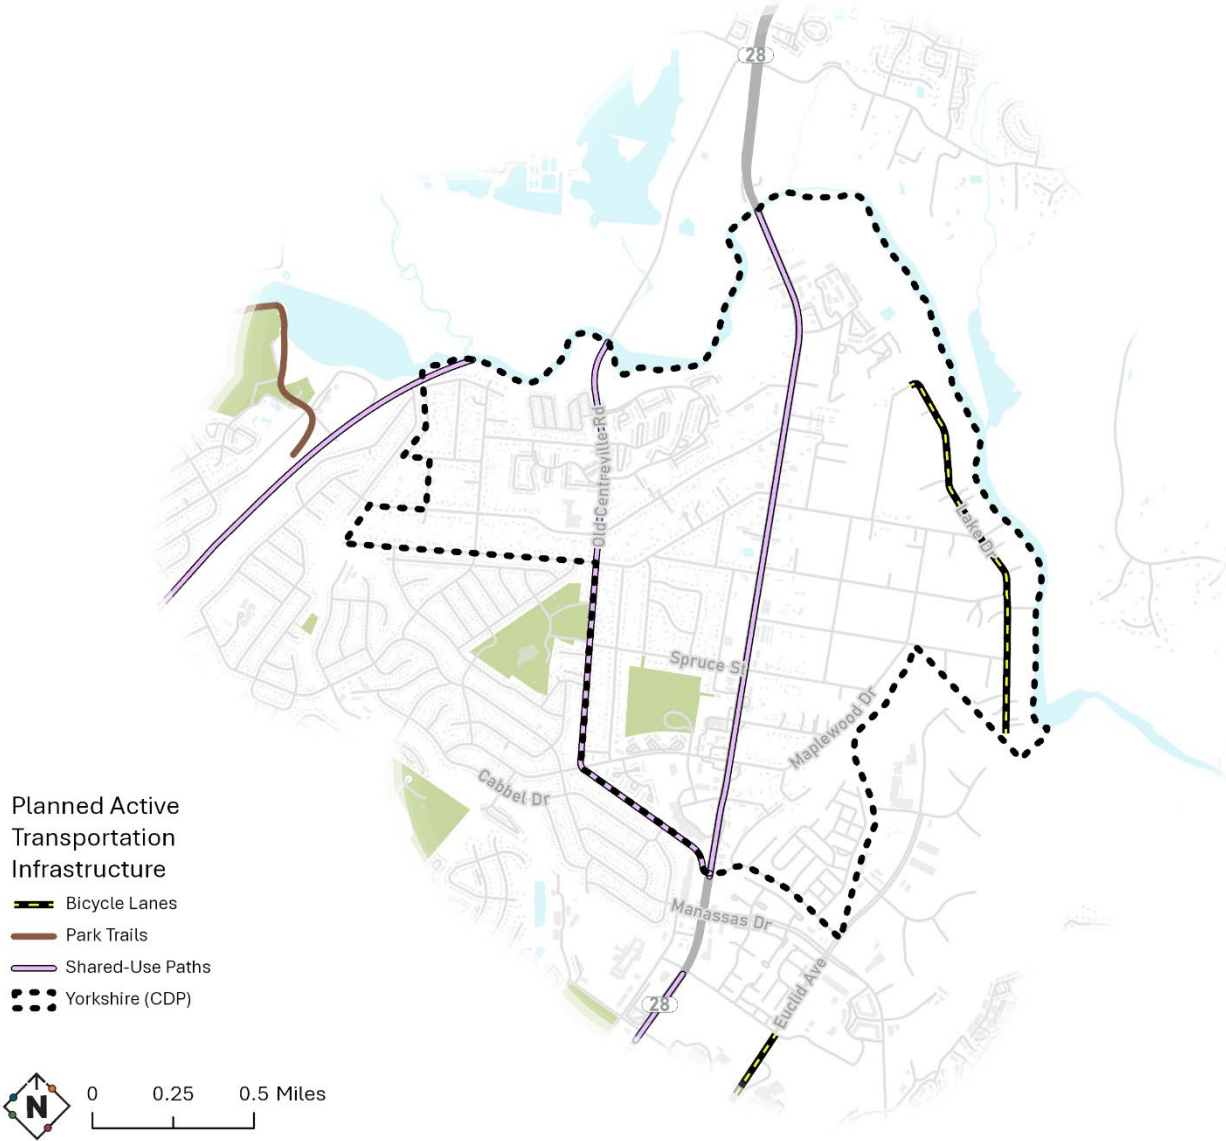 28
Old Centreville Rd
Lake Dr
Spruce St
Maplewood Dr
Cabbel Dr
Manassas Dr
Euclid Ave
28
Planned Active
Transportation
Infrastructure
Bicycle Lanes
Park Trails
Shared-Use Paths
Yorkshire (CDP)
N
0 0.25 0.5 Miles